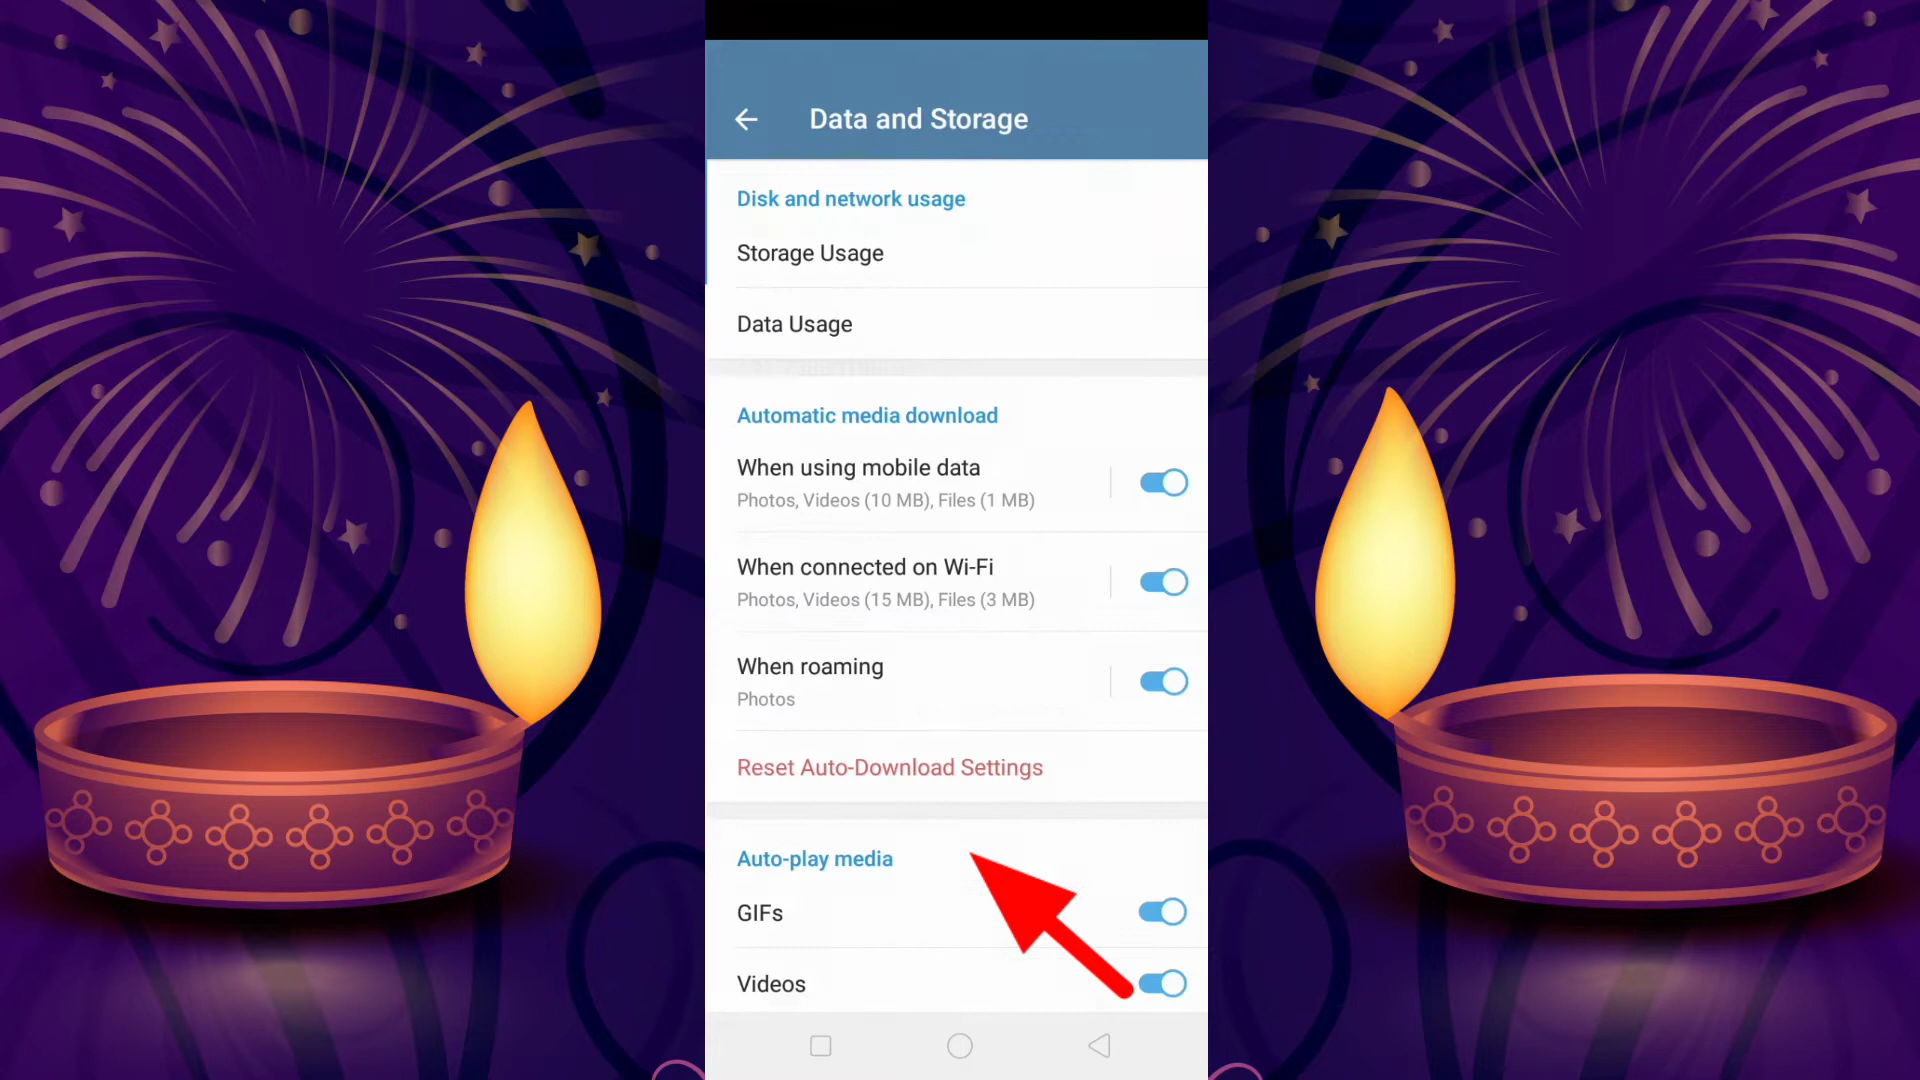 Data and Storage
Disk and network usage
Storage Usage
Data Usage
Automatic media download
When using mobile data
Photos, Videos (10 MB), Files (1 MB)
When connected on Wi-Fi
Photos, Videos (15 MB), Files (3 MB)
When roaming
Photos
Reset Auto-Download Settings
Auto-play media
GIFs
Videos